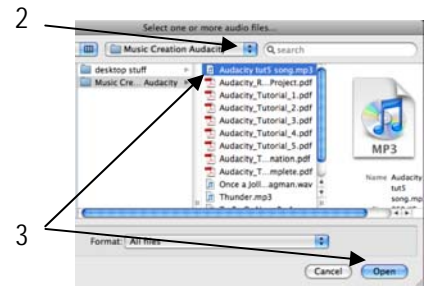 2
Select one or more audio files...
Music Creation Audacity
search
desktop stuff
Music Cre... Audacity
Audacity tut5 song.mp3
Audacity_R...Project.pdf
Audacity_Tutorial_1.pdf
Audacity_Tutorial_2.pdf
Audacity_Tutorial_3.pdf
Audacity_Tutorial_4.pdf
Audacity_Tutorial_5.pdf
Audacity_T...nation.pdf
Audacity_T...mplete.pdf
Once a Joll...agman.wav
Thunder.mp3
MP3
Name Audacity
tut5
song.mp
3
Format: All files
Cancel
Open